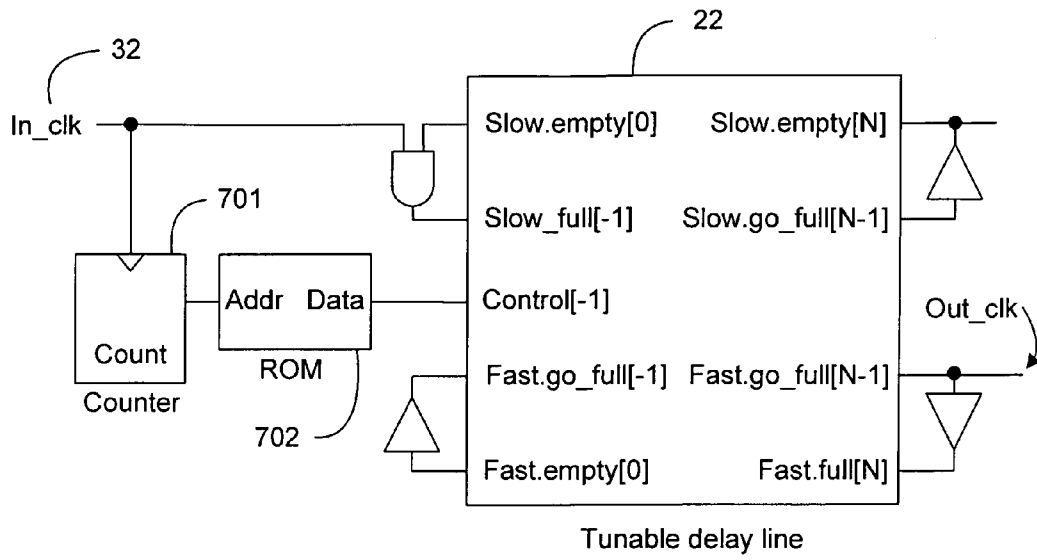 32
22
In_clk
Slow.empty[0]
Slow.empty[N]
701
Slow_full[-1]
Slow.go_full[N-1]
Addr
Data
Control[-1]
Out_clk
Count
ROM
Fast.go_full[-1]
Fast.go_full[N-1]
Counter
702
Fast.empty[0]
Fast.full[N]
Tunable delay line